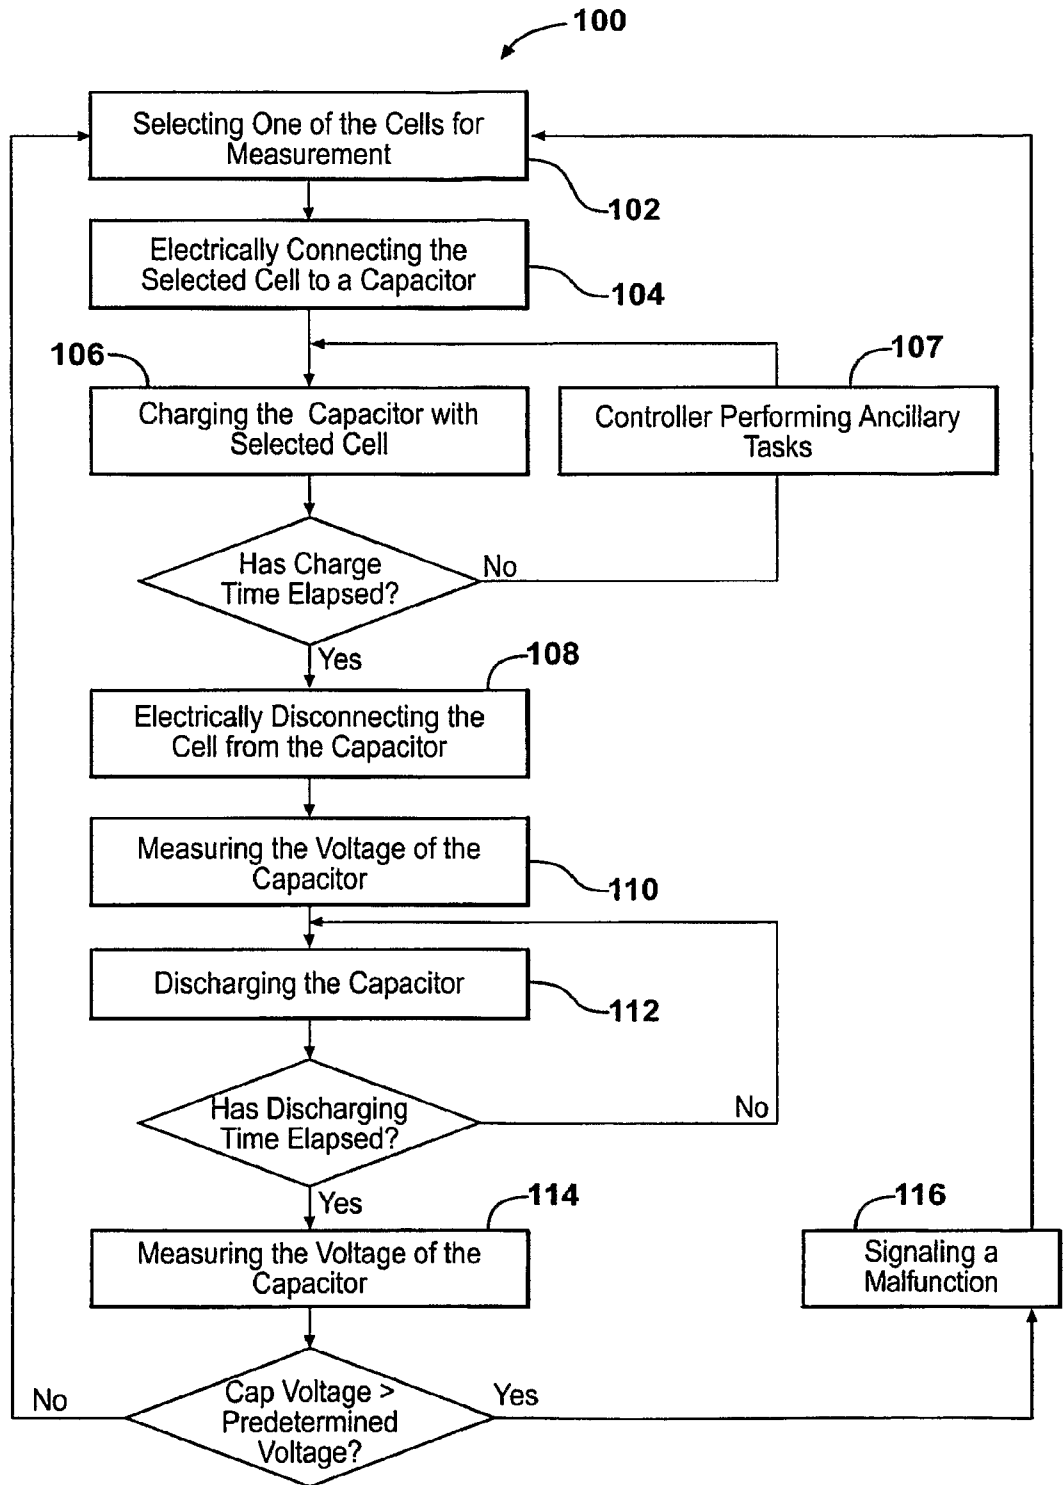 100
Selecting One of the Cells for
Measurement
102
Electrically Connecting the
Selected Cell to a Capacitor
104
106
107
Charging the Capacitor with
Selected Cell
Controller Performing Ancillary
Tasks
Has Charge
Time Elapsed?
No
Yes
108
Electrically Disconnecting the
Cell from the Capacitor
Measuring the Voltage of the
Capacitor
110
Discharging the Capacitor
112
Has Discharging
Time Elapsed?
No
Yes
114
116
Measuring the Voltage of the
Capacitor
Signaling a
Malfunction
No
Cap Voltage >
Predetermined
Voltage?
Yes